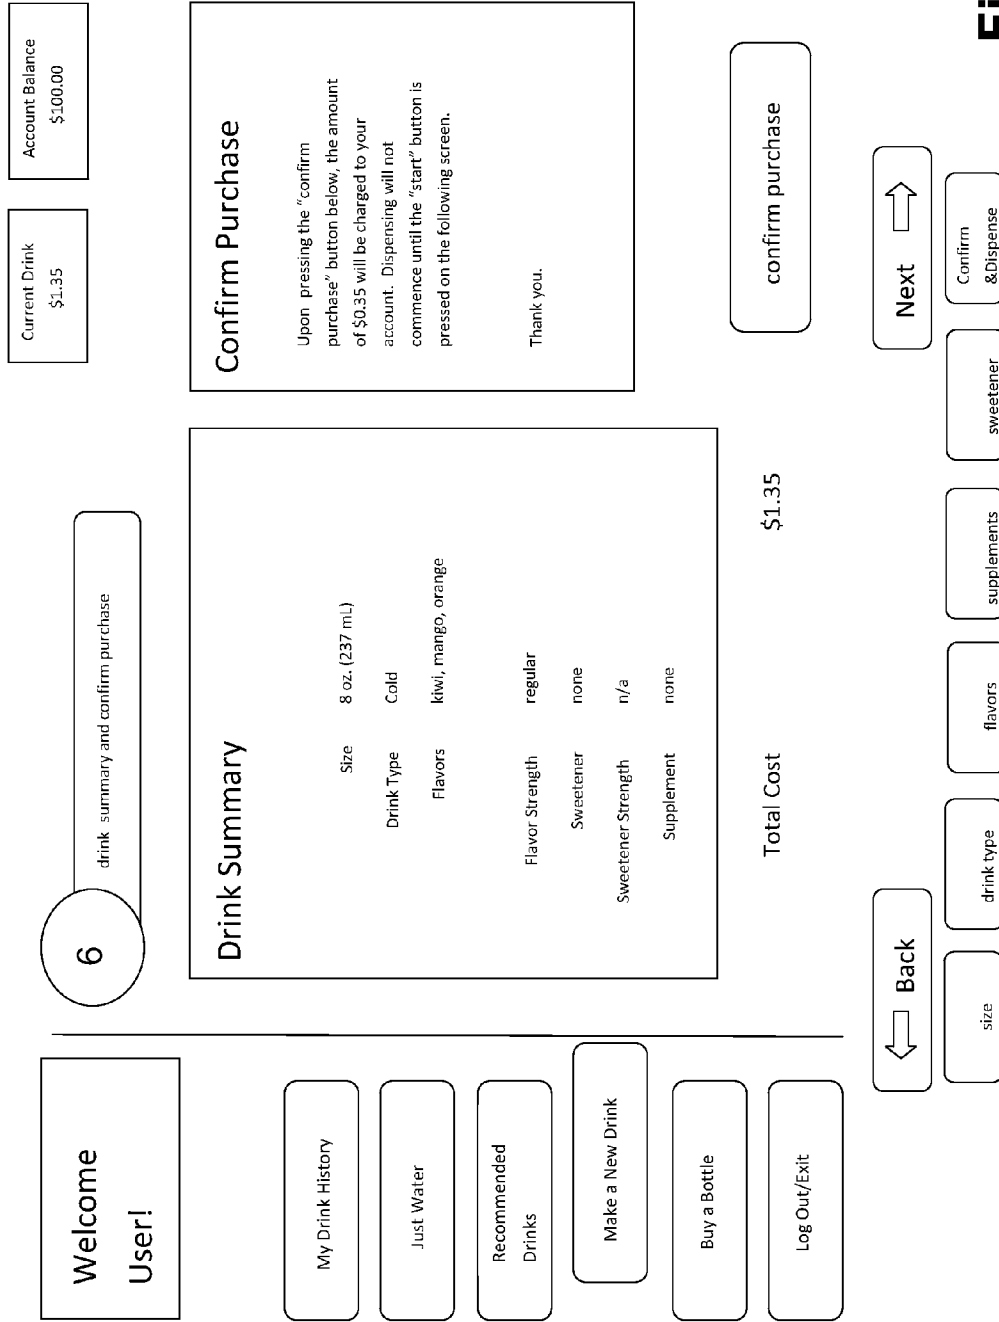 Welcome
User!
My Drink History
Just Water
Recommended
Drinks
Make a New Drink
Buy a Bottle
Log Out/Exit
6
drink summary and confirm purchase
Current Drink
$1.35
Account Balance
$100.00
Drink Summary
Size 8 oz. (237 mL)
Drink Type Cold
Flavors kiwi, mango, orange
Flavor Strength regular
Sweetener none
Sweetener Strength n/a
Supplement none
Total Cost $1.35
Confirm Purchase
Upon pressing the "confirm
purchase" button below, the amount
of $0.35 will be charged to your
account. Dispensing will not
commence until the "start" button is
pressed on the following screen.
Thank you.
confirm purchase
Back
Next
size
drink type
flavors
supplements
sweetener
Confirm
&Dispense